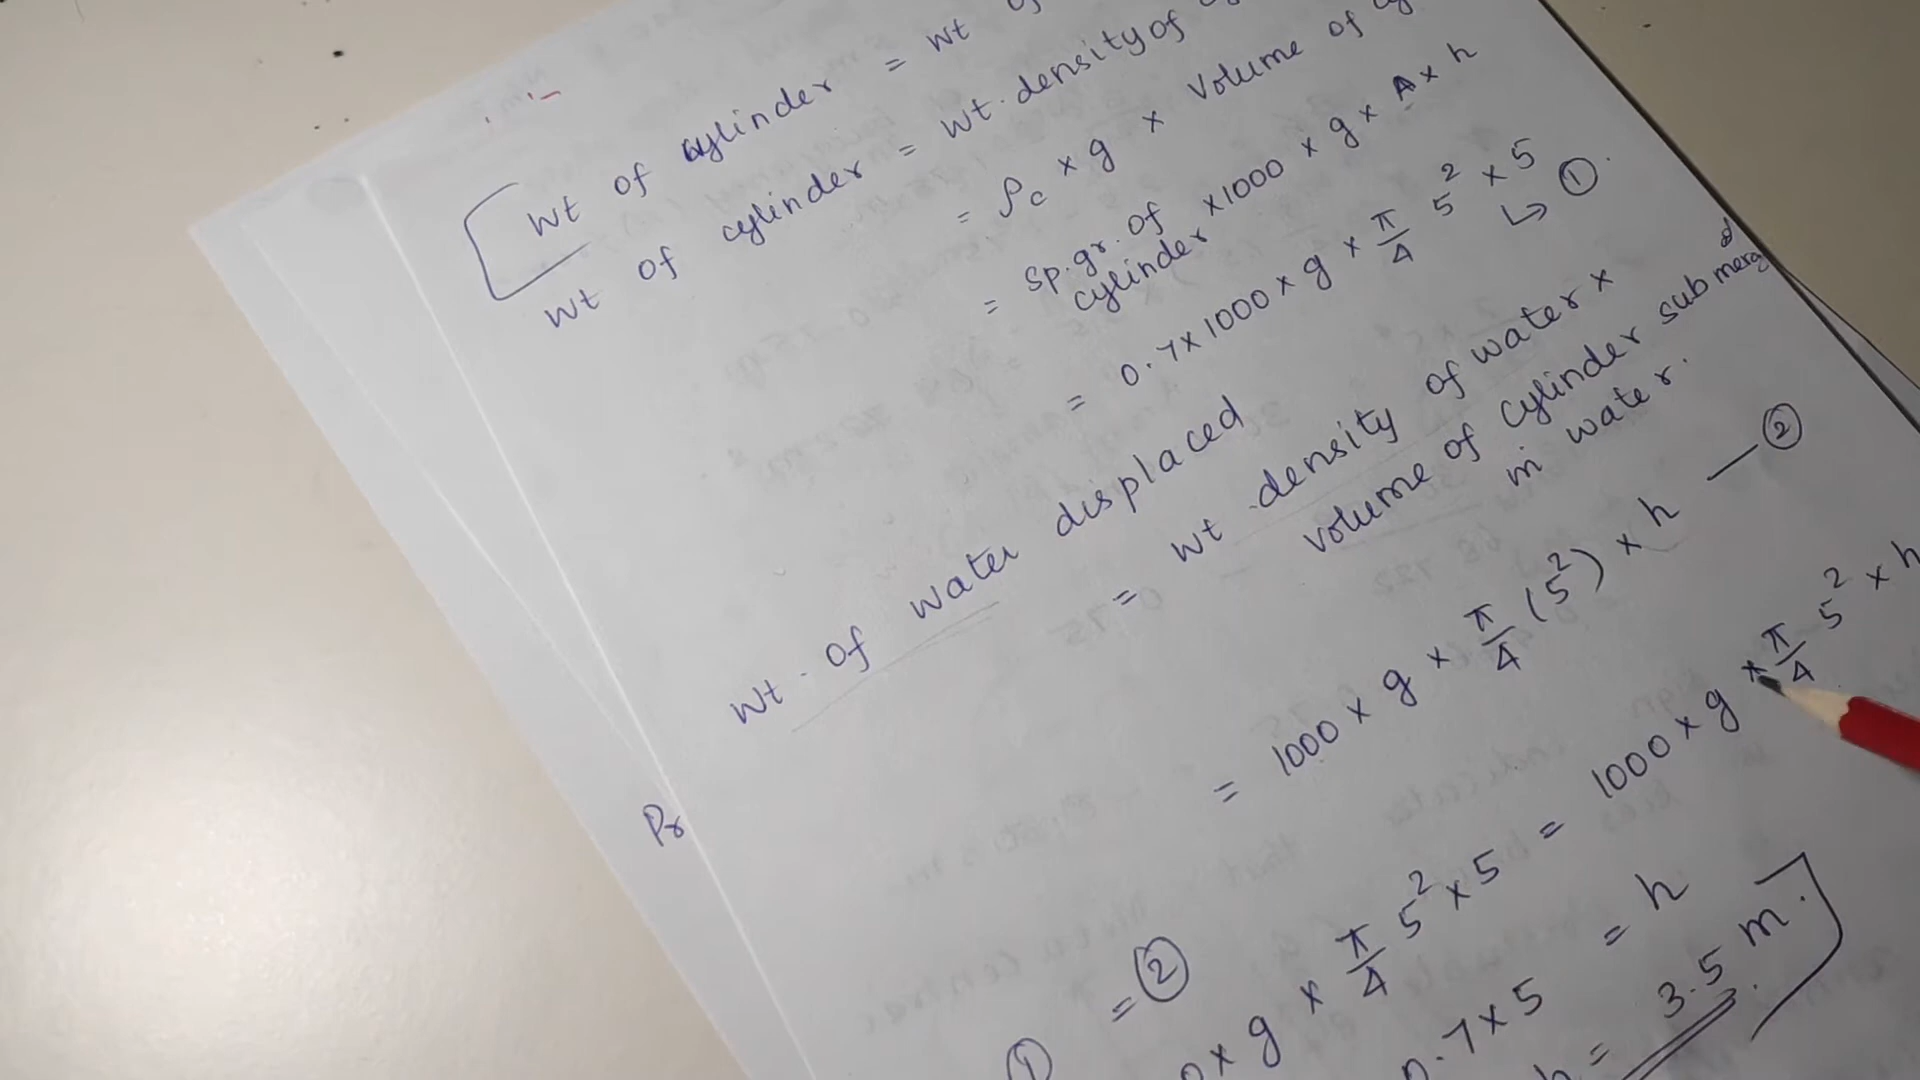 Wt of cylinder = Wt
Wt of cylinder = Wt. density of
= ρc × g × Volume of
= Sp.gr. of cylinder ×1000 × g × A × h
= 0.7×1000 × g × π/4 5² × 5
↳ ①.
Wt. Of water displaced
= Wt. density of water ×
volume of cylinder submerged
in water.
= 1000 × g × π/4 (5²) × h — ②
Pr
① = ②
× g × π/4 5² × 5 = 1000 × g × π/4 5² × h
0.7×5 = h
h = 3.5 m.